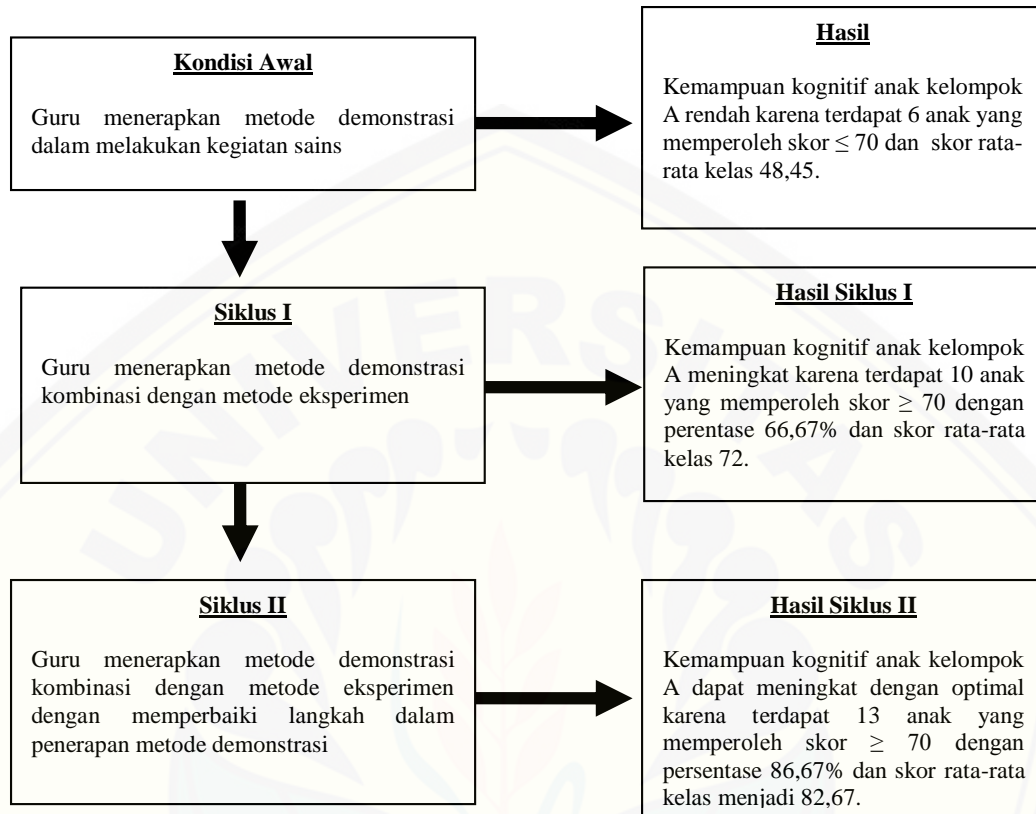 Kondisi Awal
Guru menerapkan metode demonstrasi
dalam melakukan kegiatan sains
Hasil
Kemampuan kognitif anak kelompok
A rendah karena terdapat 6 anak yang
memperoleh skor ≤ 70 dan skor rata-
rata kelas 48,45.
Siklus I
Guru menerapkan metode demonstrasi
kombinasi dengan metode eksperimen
Hasil Siklus I
Kemampuan kognitif anak kelompok
A meningkat karena terdapat 10 anak
yang memperoleh skor ≥ 70 dengan
perentase 66,67% dan skor rata-rata
kelas 72.
Siklus II
Guru menerapkan metode demonstrasi
kombinasi dengan metode eksperimen
dengan memperbaiki langkah dalam
penerapan metode demonstrasi
Hasil Siklus II
Kemampuan kognitif anak kelompok
A dapat meningkat dengan optimal
karena terdapat 13 anak yang
memperoleh skor ≥ 70 dengan
persentase 86,67% dan skor rata-rata
kelas menjadi 82,67.
UNIVERSITAS